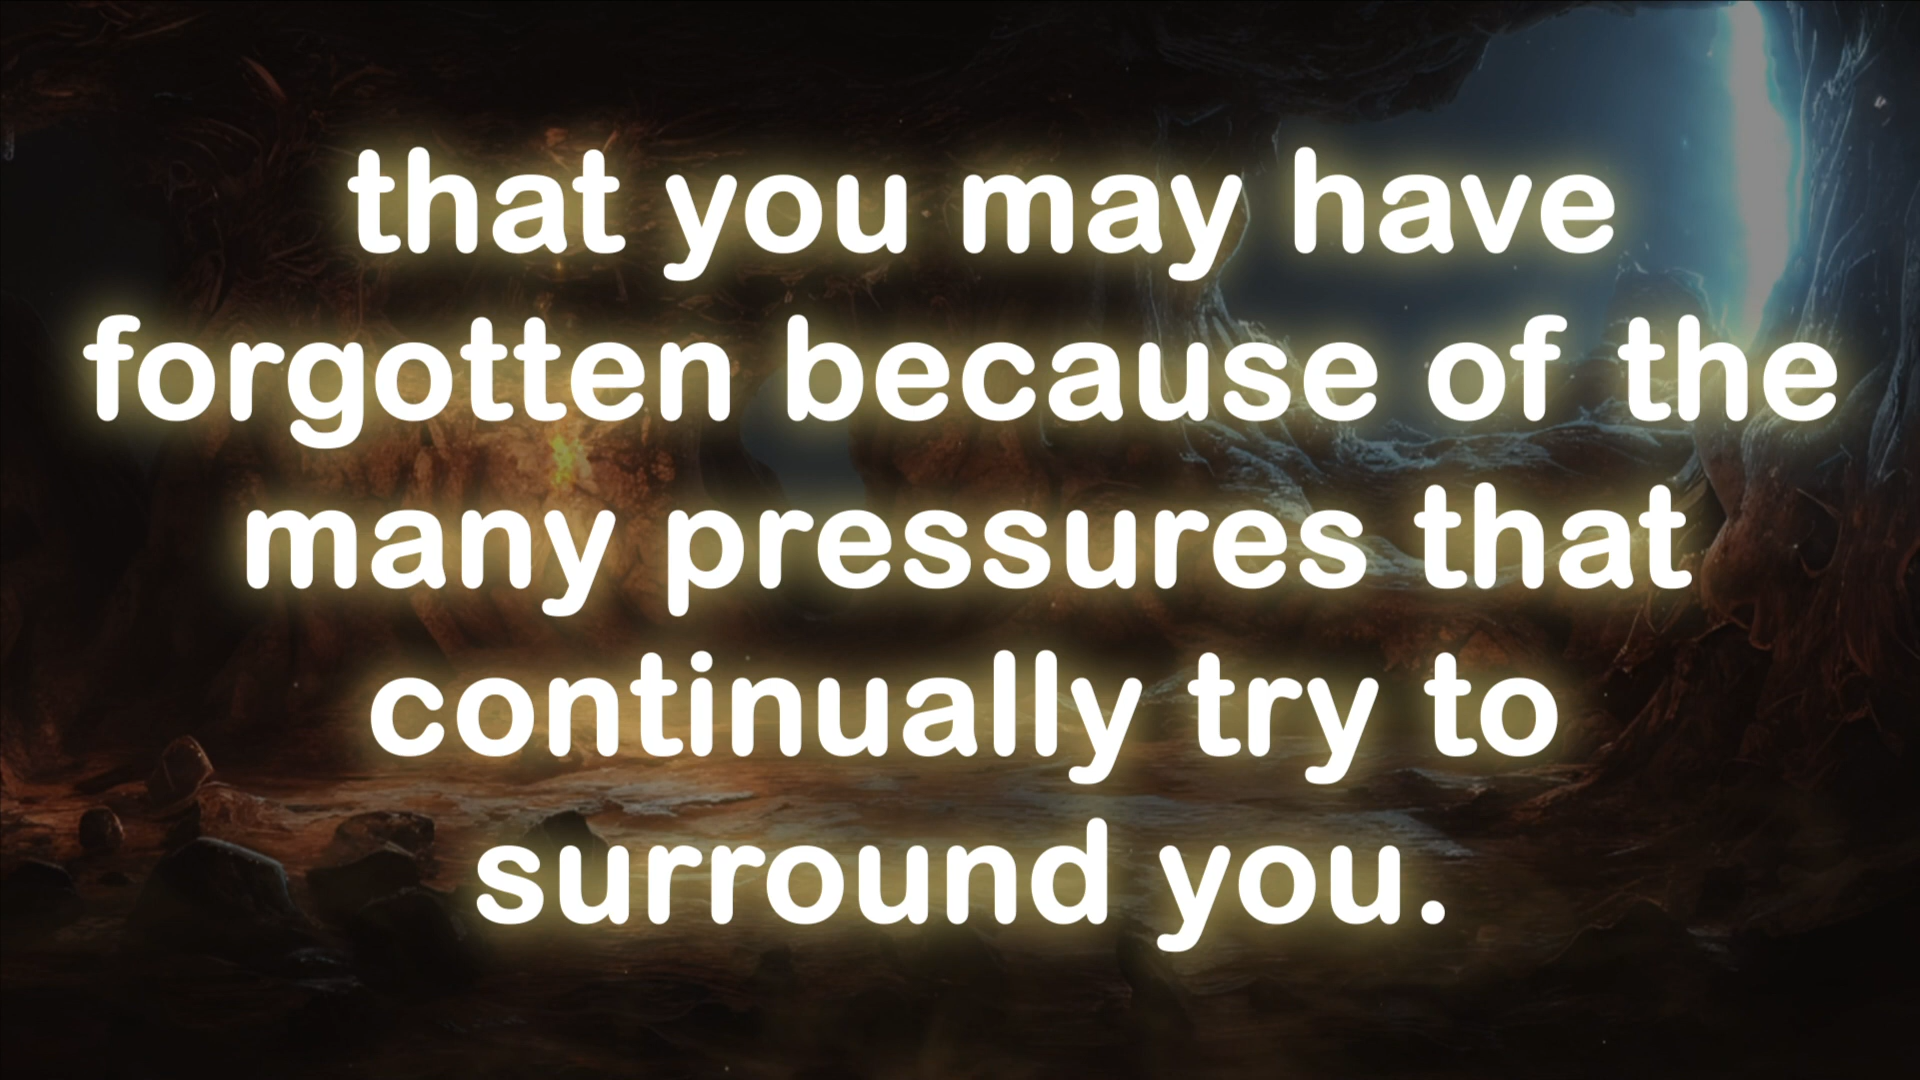 that you may have
forgotten because of the
many pressures that
continually try to
surround you.